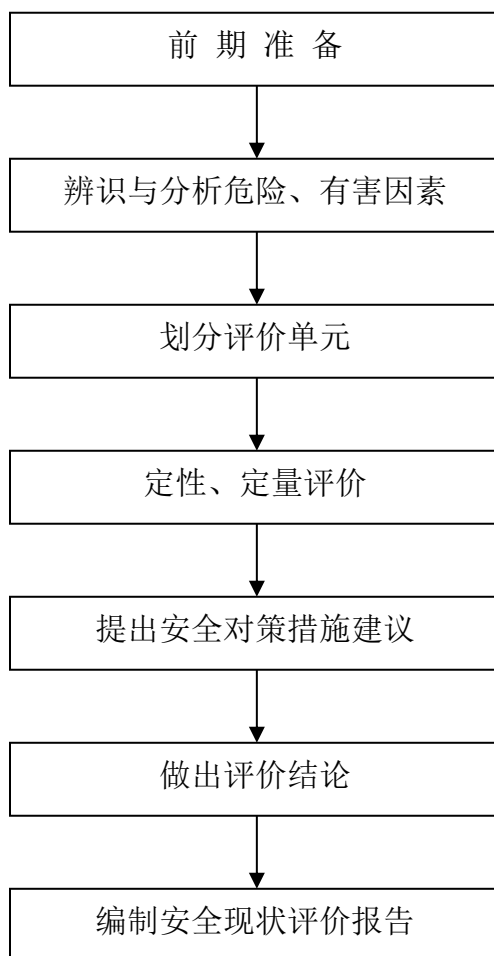 前 期 准 备
辨识与分析危险、有害因素
划分评价单元
定性、定量评价
提出安全对策措施建议
做出评价结论
编制安全现状评价报告